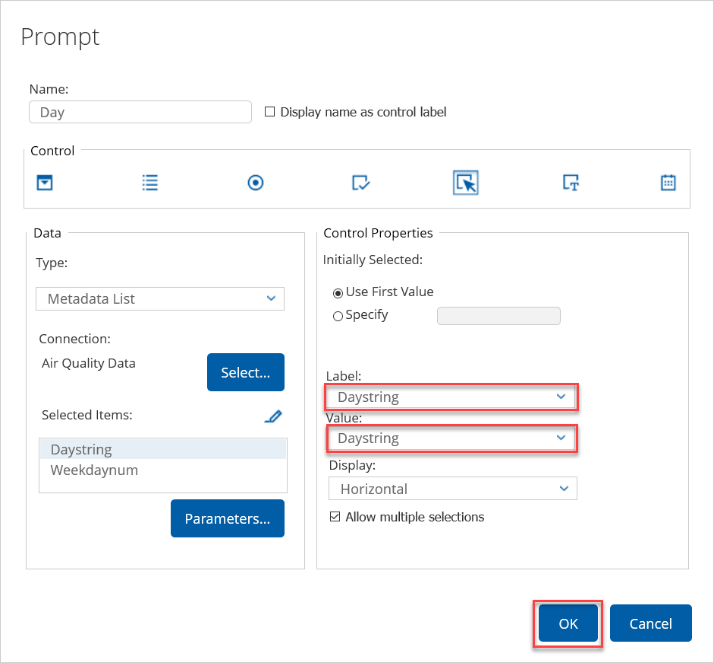 Prompt
Name:
Day
Display name as control label
Control
Data
Type:
Metadata List
Connection:
Air Quality Data
Select...
Selected Items:
Daystring
Weekdaynum
Parameters...
Control Properties
Initially Selected:
Use First Value
Specify
Label:
Daystring
Value:
Daystring
Display:
Horizontal
Allow multiple selections
OK
Cancel